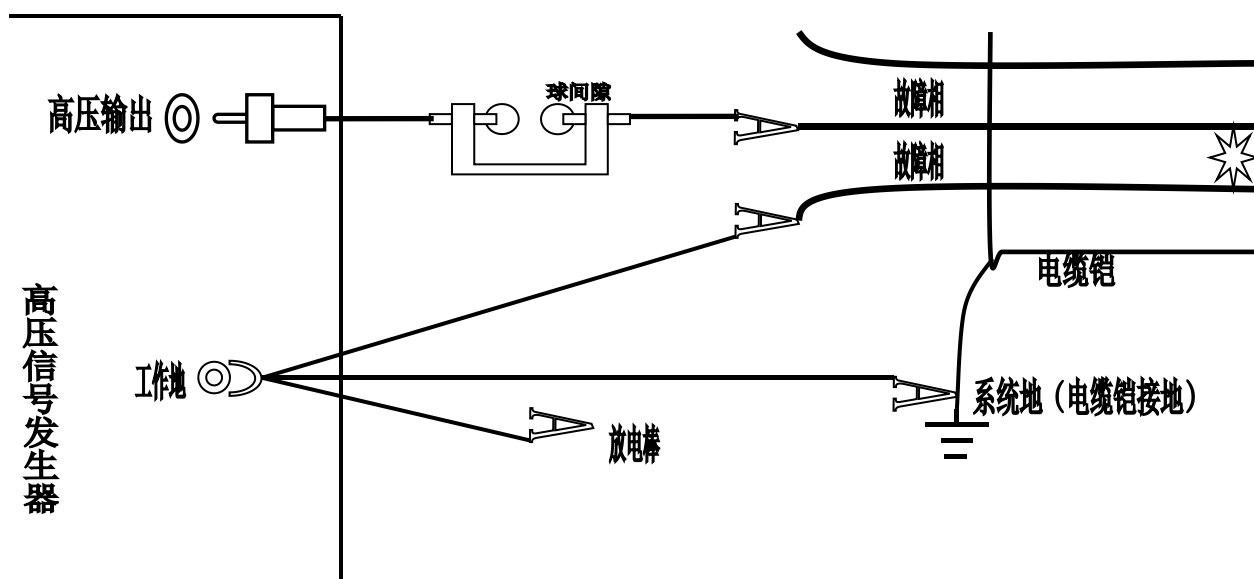 球间隙
高压输出
故障相
故障相
电缆铠
高压信号发生器
工作地
系统地（电缆铠接地）
放电棒